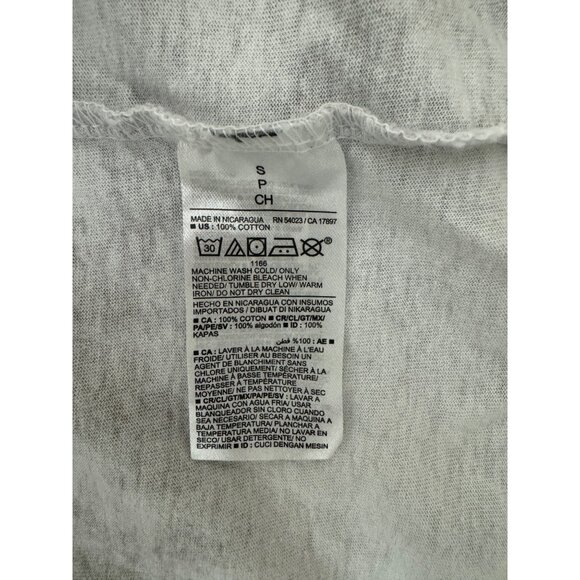 S
P
CH
MADE IN NICARAGUA RN 54023 / CA 17897
■ US : 100% COTTON
30
1166
MACHINE WASH COLD/ ONLY
NON-CHLORINE BLEACH WHEN
NEEDED/ TUMBLE DRY LOW/ WARM
IRON/ DO NOT DRY CLEAN
HECHO EN NICARAGUA CON INSUMOS
IMPORTADOS / DIBUAT DI NIKARAGUA
■ CA : 100% COTON ■ CR/CL/GT/MX/
PA/PE/SV : 100% algodón ■ ID : 100%
KAPAS
■ AE : 100% قطن
■ CA : LAVER À LA MACHINE À L'EAU
FROIDE/ UTILISER AU BESOIN UN
AGENT DE BLANCHIMENT SANS
CHLORE UNIQUEMENT/ SÉCHER À LA
MACHINE À BASSE TEMPÉRATURE/
REPASSER À TEMPÉRATURE
MOYENNE/ NE PAS NETTOYER À SEC
■ CR/CL/GT/MX/PA/PE/SV : LAVAR A
MAQUINA CON AGUA FRIA/ USAR
BLANQUEADOR SIN CLORO CUANDO
SEA NECESARIO/ SECAR A MAQUINA
A BAJA TEMPERATURA/ PLANCHAR A
TEMPERATURA MEDIA/ NO LAVAR EN
SECO/ USAR DETERGENTE/ NO
EXPRIMIR ■ ID : CUCI DENGAN MESIN